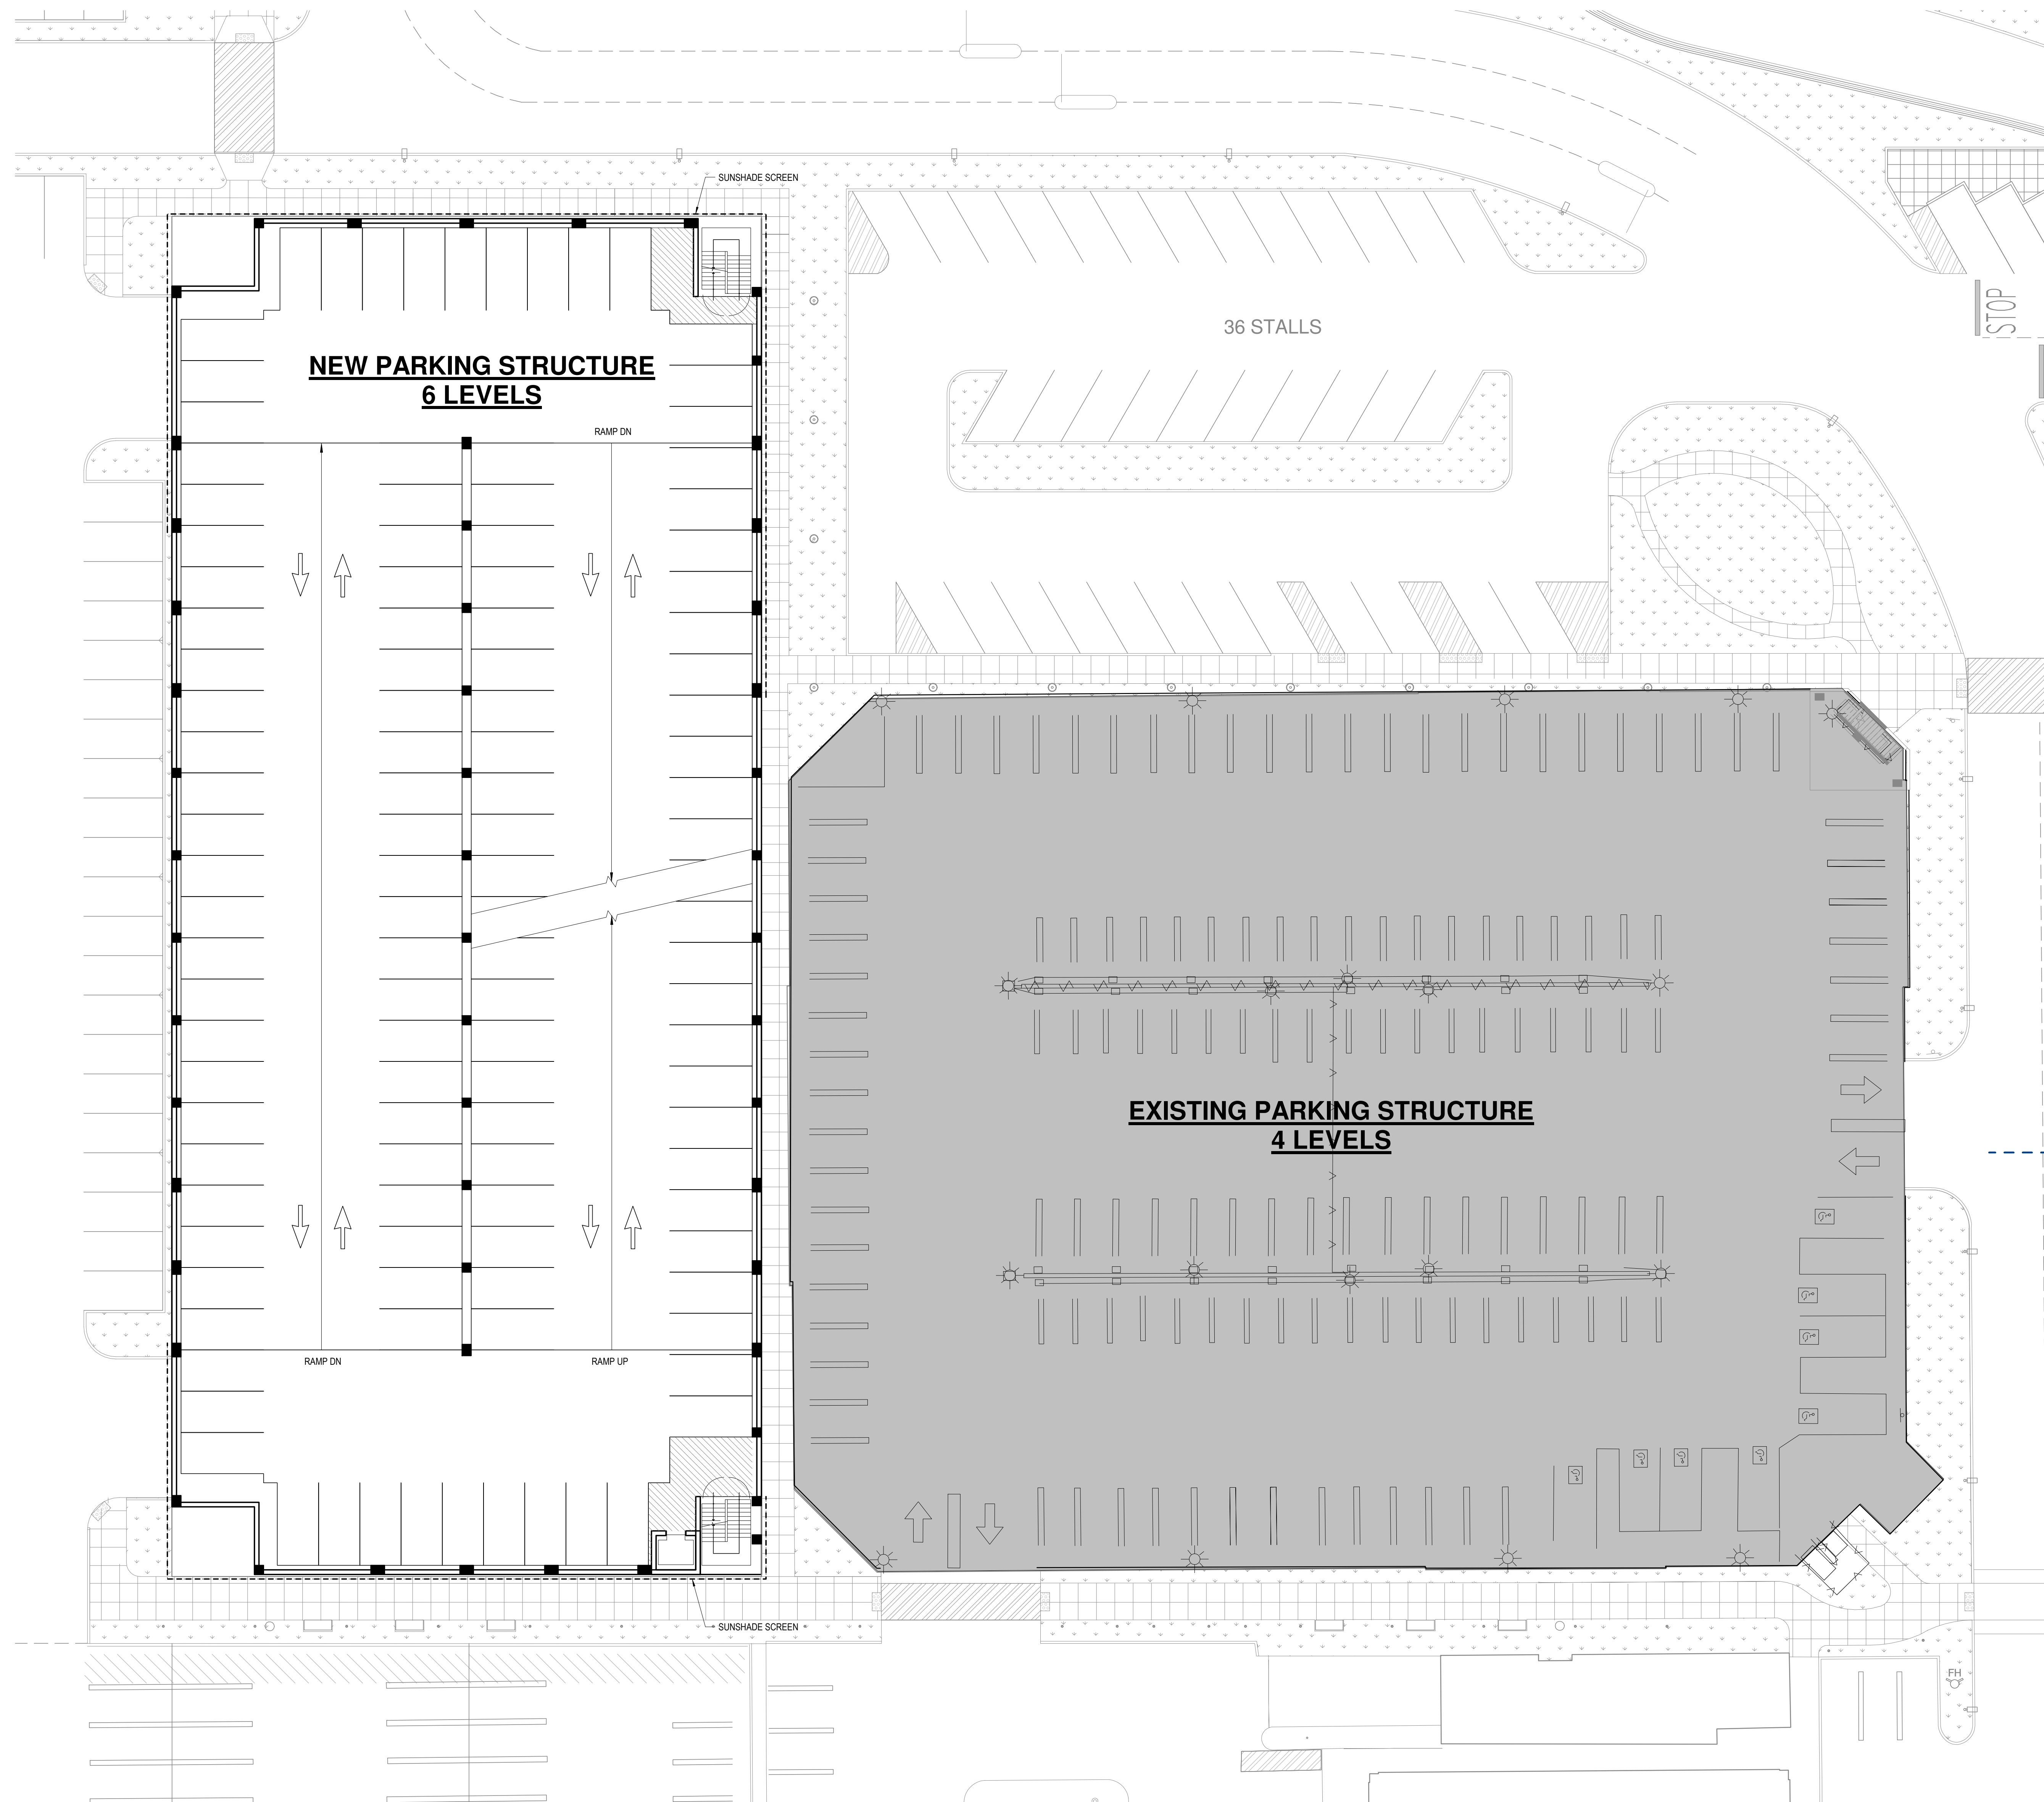 SUNSHADE SCREEN
36 STALLS
STOP
NEW PARKING STRUCTURE
6 LEVELS
RAMP DN
EXISTING PARKING STRUCTURE
4 LEVELS
RAMP DN
RAMP UP
SUNSHADE SCREEN
FH